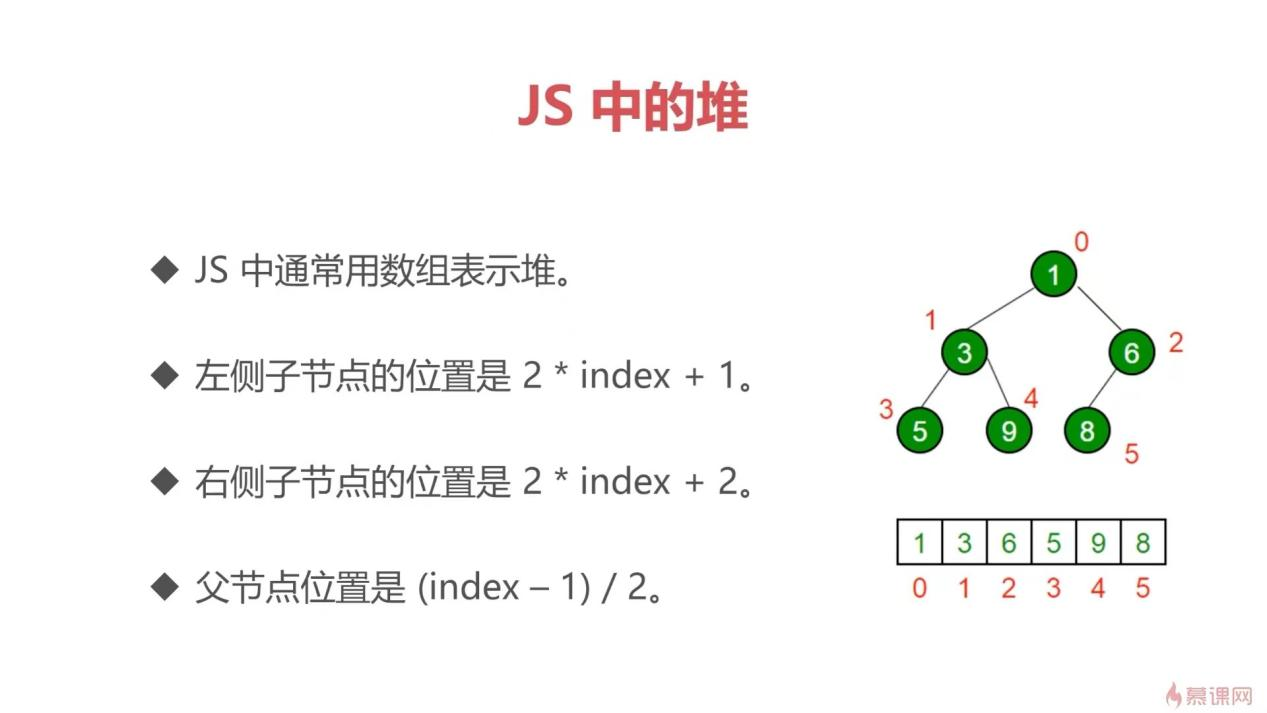 JS 中的堆
◆ JS 中通常用数组表示堆。
◆ 左侧子节点的位置是 2 * index + 1。
◆ 右侧子节点的位置是 2 * index + 2。
◆ 父节点位置是 (index – 1) / 2。
0
1
1
3
6
2
3
5
9
4
8
5
1 3 6 5 9 8
0 1 2 3 4 5
慕课网